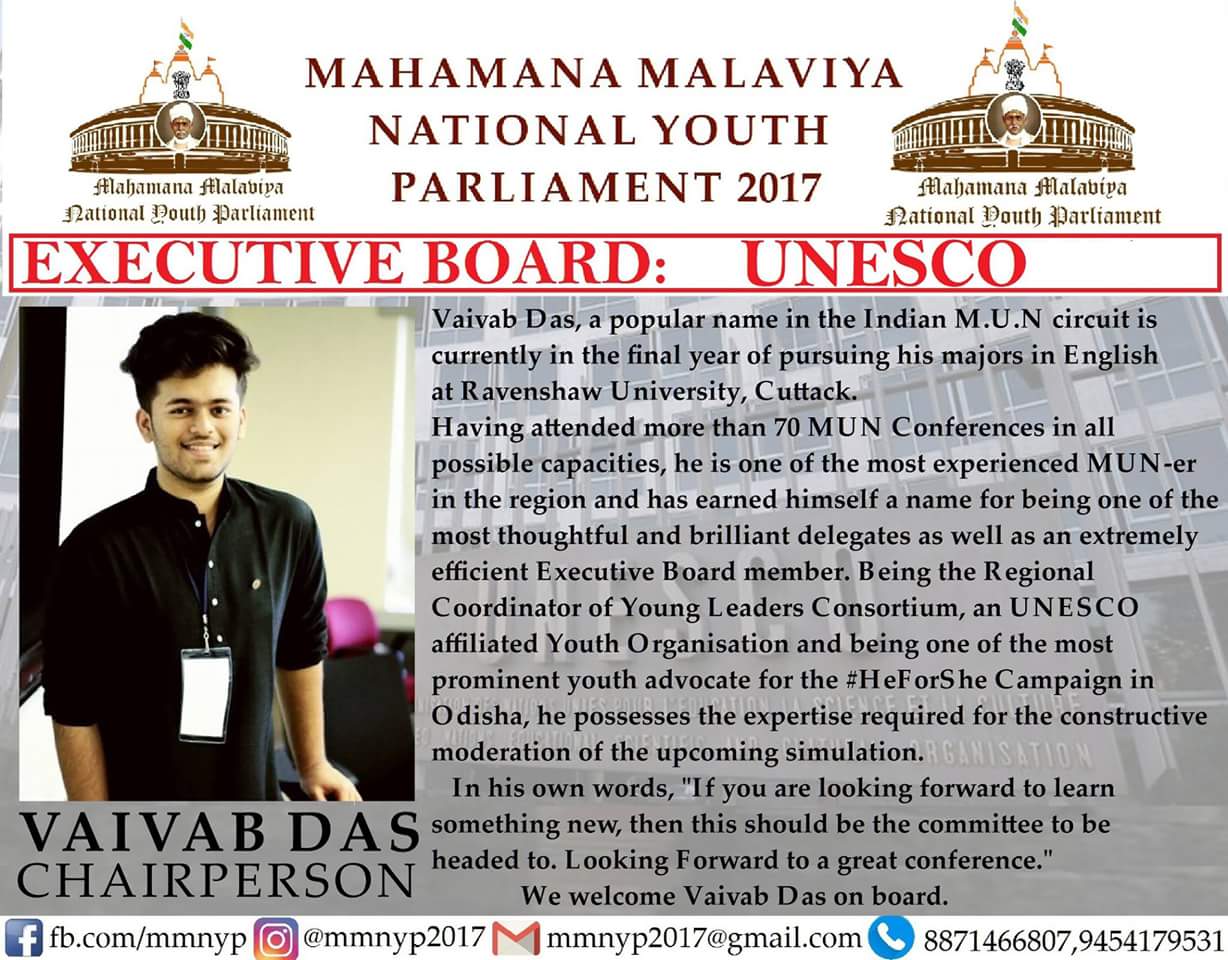 MAHAMANA MALAVIYA
NATIONAL YOUTH
PARLIAMENT 2017
Mahamana Malaviya
National Youth Parliament
Mahamana Malaviya
National Youth Parliament
EXECUTIVE BOARD: UNESCO
Vaivab Das, a popular name in the Indian M.U.N circuit is
currently in the final year of pursuing his majors in English
at Ravenshaw University, Cuttack.
Having attended more than 70 MUN Conferences in all
possible capacities, he is one of the most experienced MUN-er
in the region and has earned himself a name for being one of the
most thoughtful and brilliant delegates as well as an extremely
efficient Executive Board member. Being the Regional
Coordinator of Young Leaders Consortium, an UNESCO
affiliated Youth Organisation and being one of the most
prominent youth advocate for the #HeForShe Campaign in
Odisha, he possesses the expertise required for the constructive
moderation of the upcoming simulation.
In his own words, "If you are looking forward to learn
something new, then this should be the committee to be
headed to. Looking Forward to a great conference."
We welcome Vaivab Das on board.
UNESCO
ORGANISATION
VAIVAB DAS
CHAIRPERSON
fb.com/mmnyp @mmnyp2017 mmnyp2017@gmail.com 8871466807,9454179531